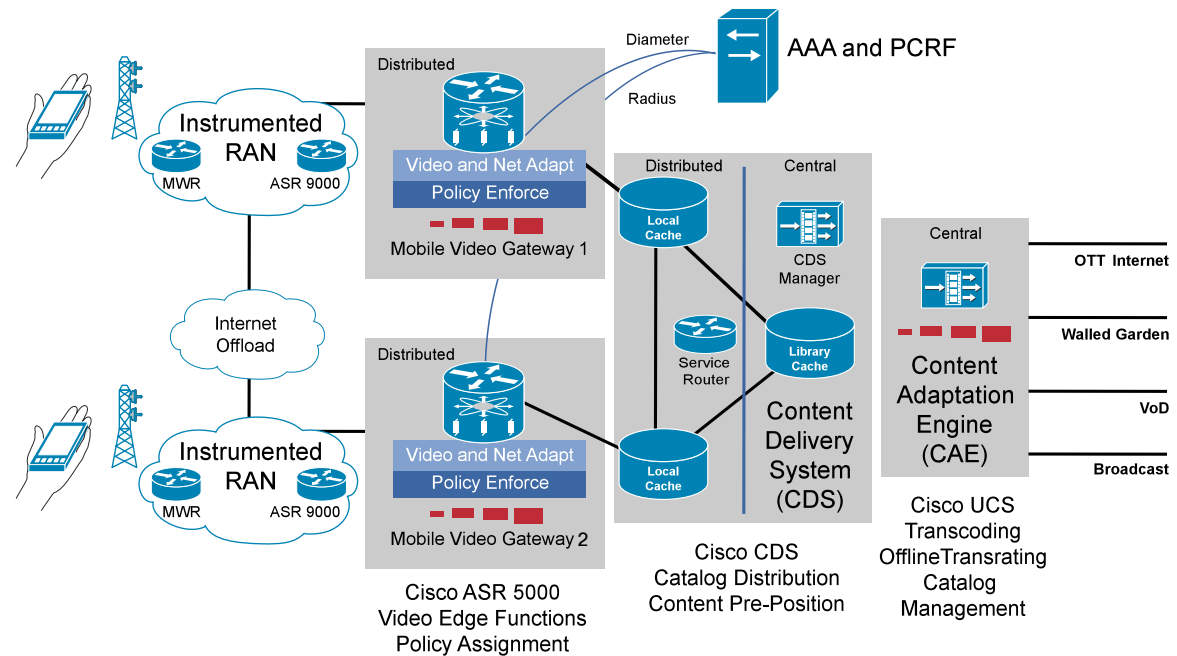 Diameter
Radius
AAA and PCRF
Instrumented
RAN
MWR
ASR 9000
Internet
Offload
Instrumented
RAN
MWR
ASR 9000
Distributed
Video and Net Adapt
Policy Enforce
Mobile Video Gateway 1
Distributed
Video and Net Adapt
Policy Enforce
Mobile Video Gateway 2
Cisco ASR 5000
Video Edge Functions
Policy Assignment
Distributed
Local
Cache
Service
Router
Local
Cache
Central
CDS
Manager
Library
Cache
Content
Delivery
System
(CDS)
Cisco CDS
Catalog Distribution
Content Pre-Position
Central
Content
Adaptation
Engine
(CAE)
Cisco UCS
Transcoding
OfflineTransrating
Catalog
Management
OTT Internet
Walled Garden
VoD
Broadcast